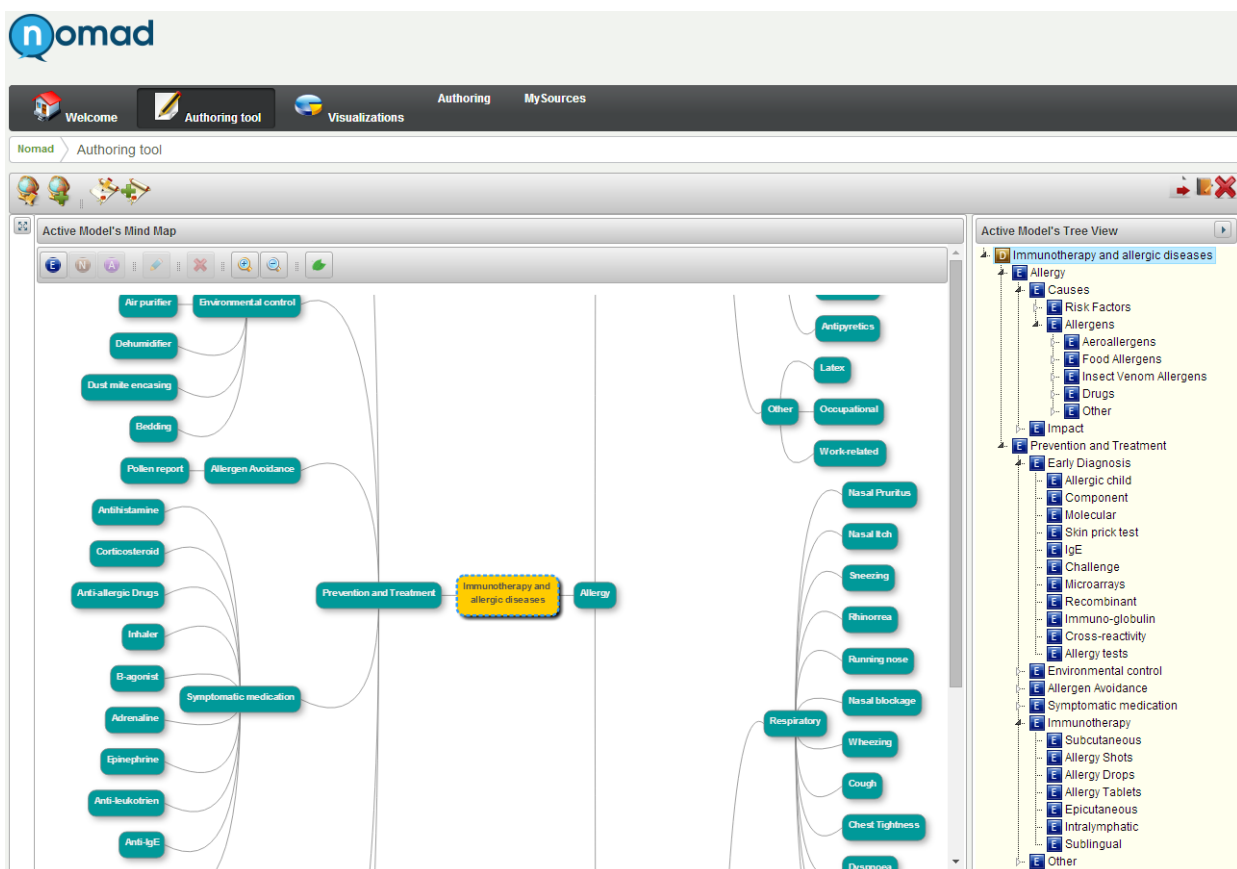 nomad
Welcome
Authoring tool
Visualizations
Authoring
MySources
Nomad
Authoring tool
Active Model's Mind Map
E
N
A
Air purifier
Environmental control
Dehumidifier
Dust mite encasing
Bedding
Pollen report
Allergen Avoidance
Antihistamine
Corticosteroid
Anti-allergic Drugs
Inhaler
B-agonist
Symptomatic medication
Adrenaline
Epinephrine
Anti-leukotrien
Anti-IgE
Prevention and Treatment
Immunotherapy and
allergic diseases
Allergy
Antipyretics
Latex
Other
Occupational
Work-related
Nasal Pruritus
Nasal Itch
Sneezing
Rhinorrea
Running nose
Nasal blockage
Respiratory
Wheezing
Cough
Chest Tightness
Dyspnoea
Active Model's Tree View
D Immunotherapy and allergic diseases
E Allergy
E Causes
E Risk Factors
E Allergens
E Aeroallergens
E Food Allergens
E Insect Venom Allergens
E Drugs
E Other
E Impact
E Prevention and Treatment
E Early Diagnosis
E Allergic child
E Component
E Molecular
E Skin prick test
E IgE
E Challenge
E Microarrays
E Recombinant
E Immuno-globulin
E Cross-reactivity
E Allergy tests
E Environmental control
E Allergen Avoidance
E Symptomatic medication
E Immunotherapy
E Subcutaneous
E Allergy Shots
E Allergy Drops
E Allergy Tablets
E Epicutaneous
E Intralymphatic
E Sublingual
E Other